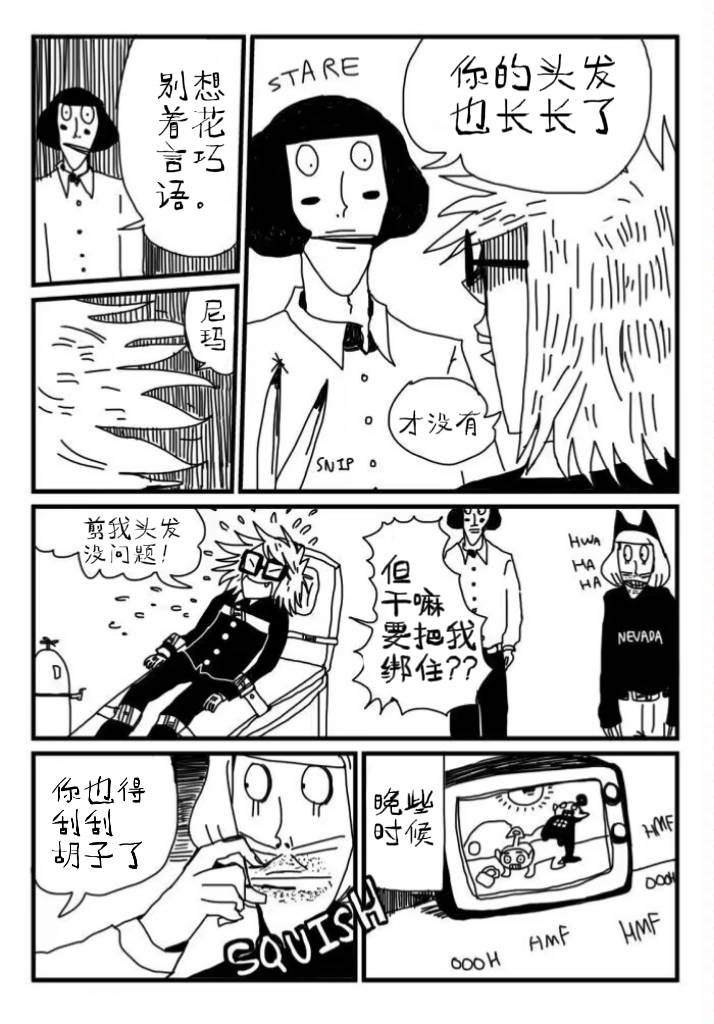 别想
着花
言巧
语。
STARE
你的头发
也长长了
尼
玛
才没有
SNIP
剪我头发
没问题!
但
干嘛
要把我
绑住??
HWA
HA
HA
NEVADA
你也得
刮刮
胡子了
SQUISH
晚些
时候
HMF
OOOH
HMF
HMF
OOOH